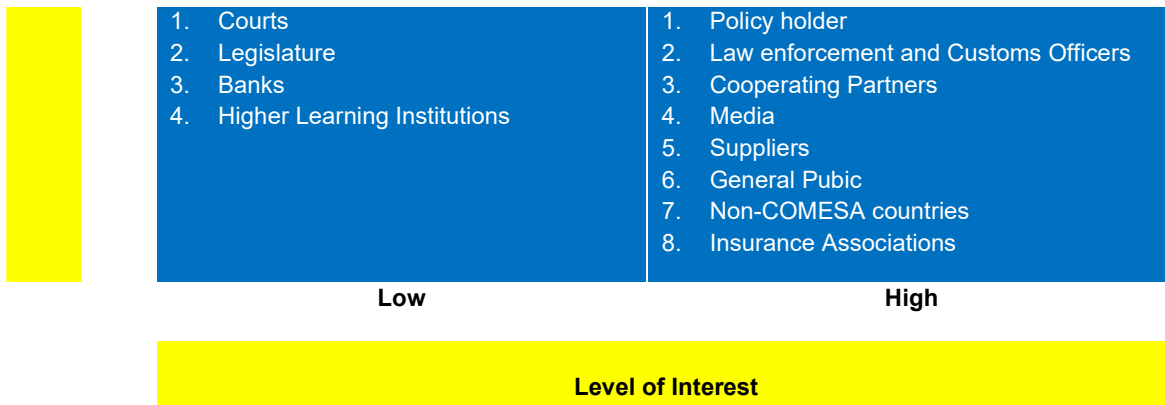 1. Courts
2. Legislature
3. Banks
4. Higher Learning Institutions
1. Policy holder
2. Law enforcement and Customs Officers
3. Cooperating Partners
4. Media
5. Suppliers
6. General Pubic
7. Non-COMESA countries
8. Insurance Associations
Low
High
Level of Interest